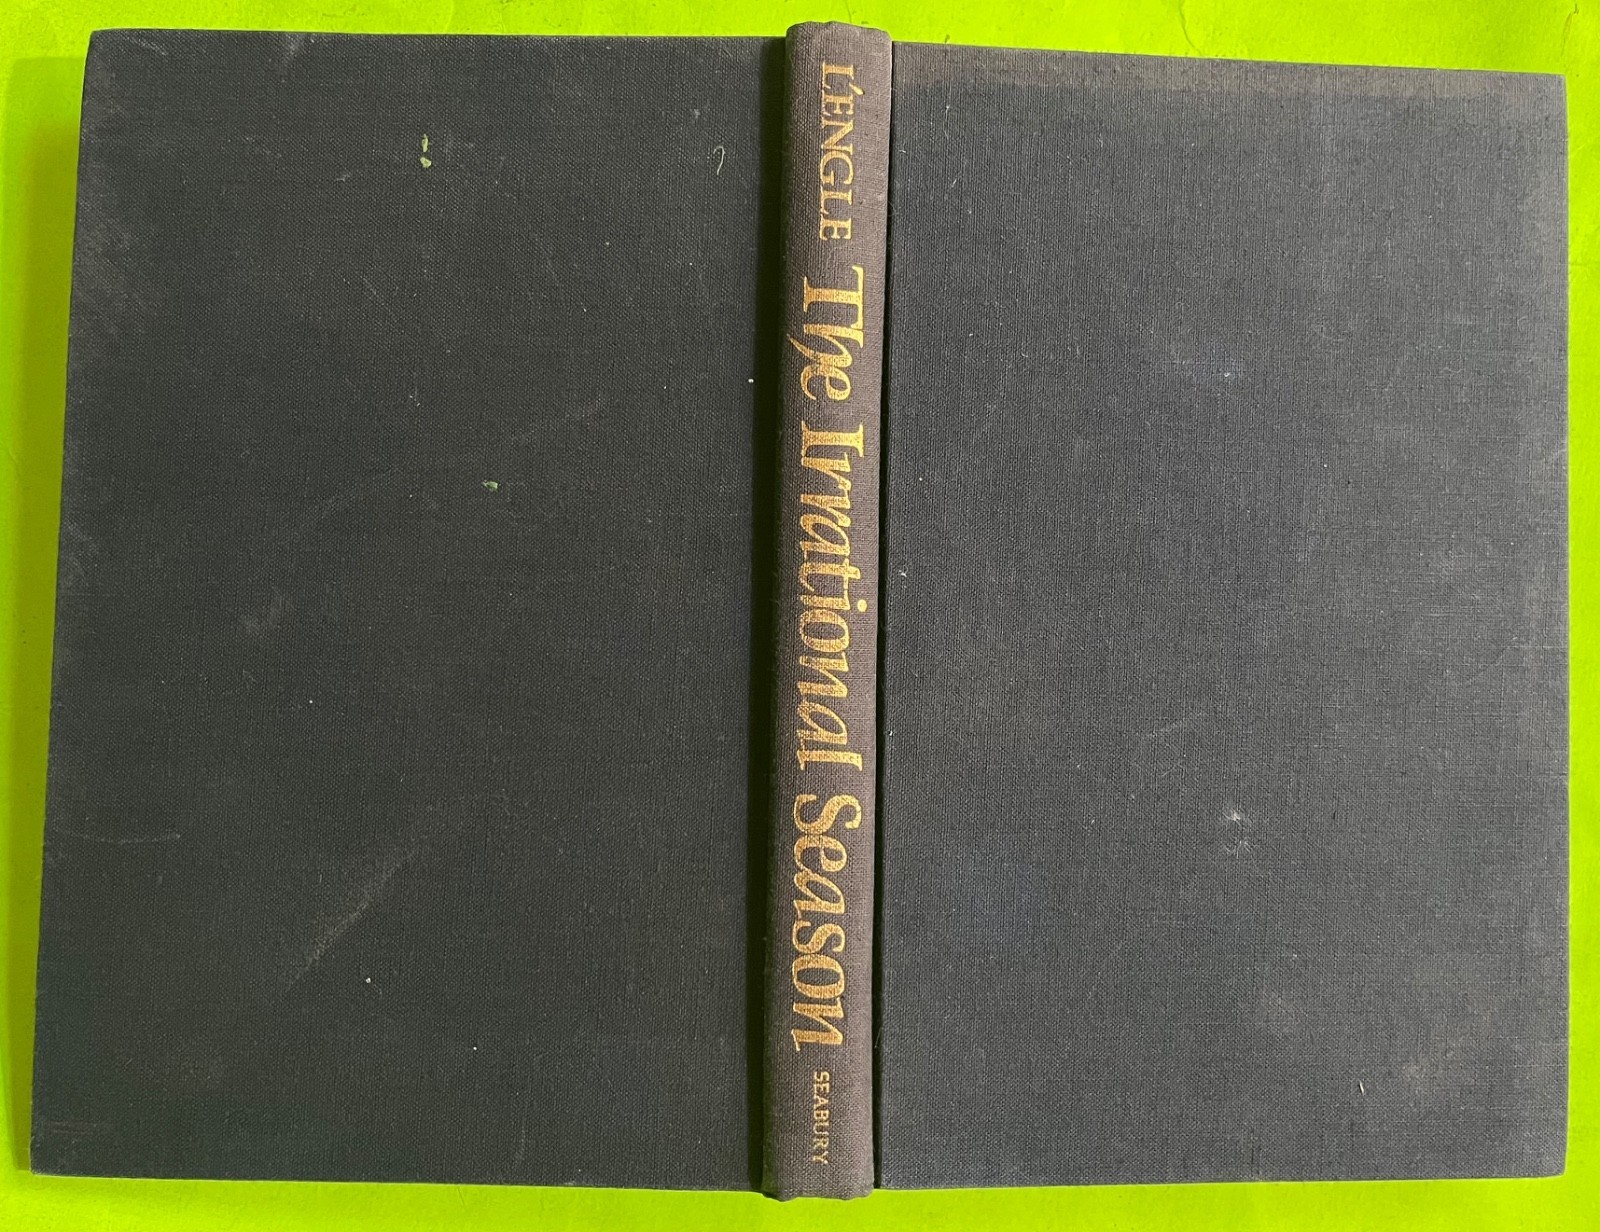 L'ENGLE The Irrational Season SEABURY